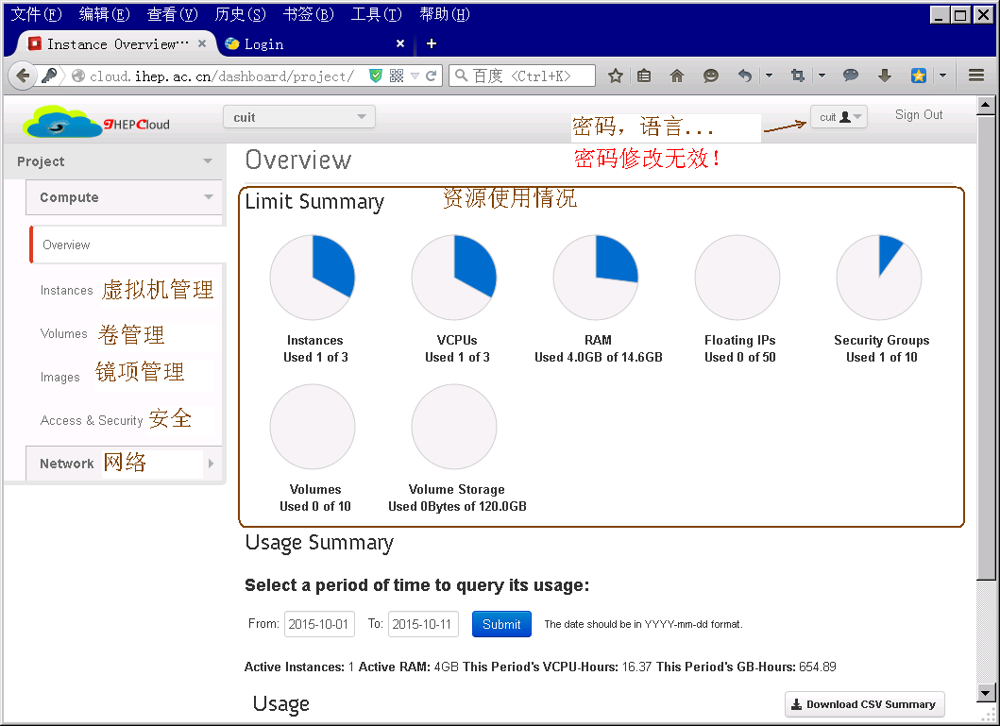 文件(F) 编辑(E) 查看(V) 历史(S) 书签(B) 工具(T) 帮助(H)
Instance Overview… × Login × +
cloud.ihep.ac.cn/dashboard/project/ 百度 <Ctrl+K>
IHEPCloud cuit 密码，语言... cuit Sign Out
密码修改无效!
Project
Overview
Compute
Limit Summary 资源使用情况
Overview
Instances 虚拟机管理
Volumes 卷管理
Images 镜项管理
Access & Security 安全
Network 网络
Instances
Used 1 of 3
VCPUs
Used 1 of 3
RAM
Used 4.0GB of 14.6GB
Floating IPs
Used 0 of 50
Security Groups
Used 1 of 10
Volumes
Used 0 of 10
Volume Storage
Used 0Bytes of 120.0GB
Usage Summary
Select a period of time to query its usage:
From: 2015-10-01 To: 2015-10-11 Submit The date should be in YYYY-mm-dd format.
Active Instances: 1 Active RAM: 4GB This Period's VCPU-Hours: 16.37 This Period's GB-Hours: 654.89
Usage Download CSV Summary